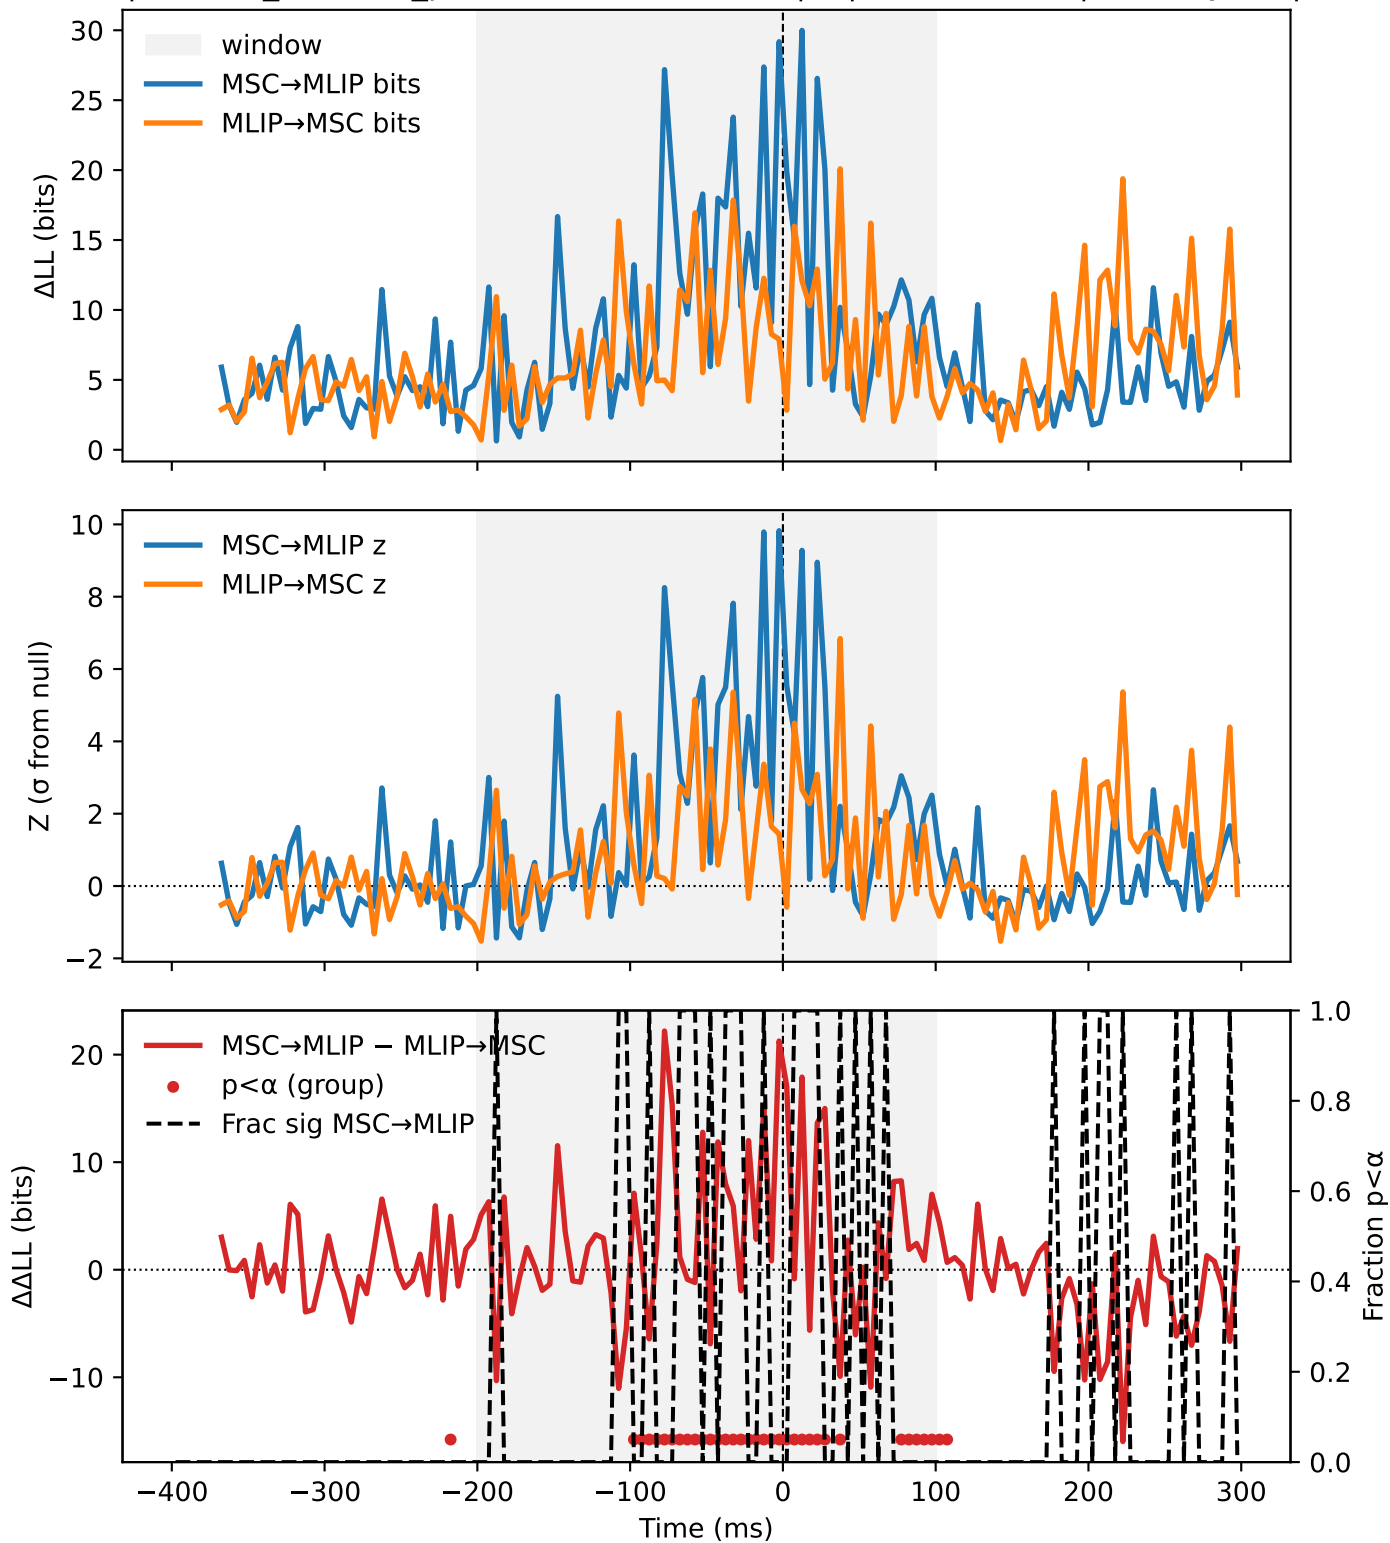 30
25
20
15
10
5
0
ΔLL (bits)
window
MSC→MLIP bits
MLIP→MSC bits
10
8
6
4
2
0
−2
Z (σ from null)
MSC→MLIP z
MLIP→MSC z
20
10
0
−10
ΔΔLL (bits)
MSC→MLIP − MLIP→MSC
p<α (group)
Frac sig MSC→MLIP
1.0
0.8
0.6
0.4
0.2
0.0
Fraction p<α
−400 −300 −200 −100 0 100 200 300
Time (ms)